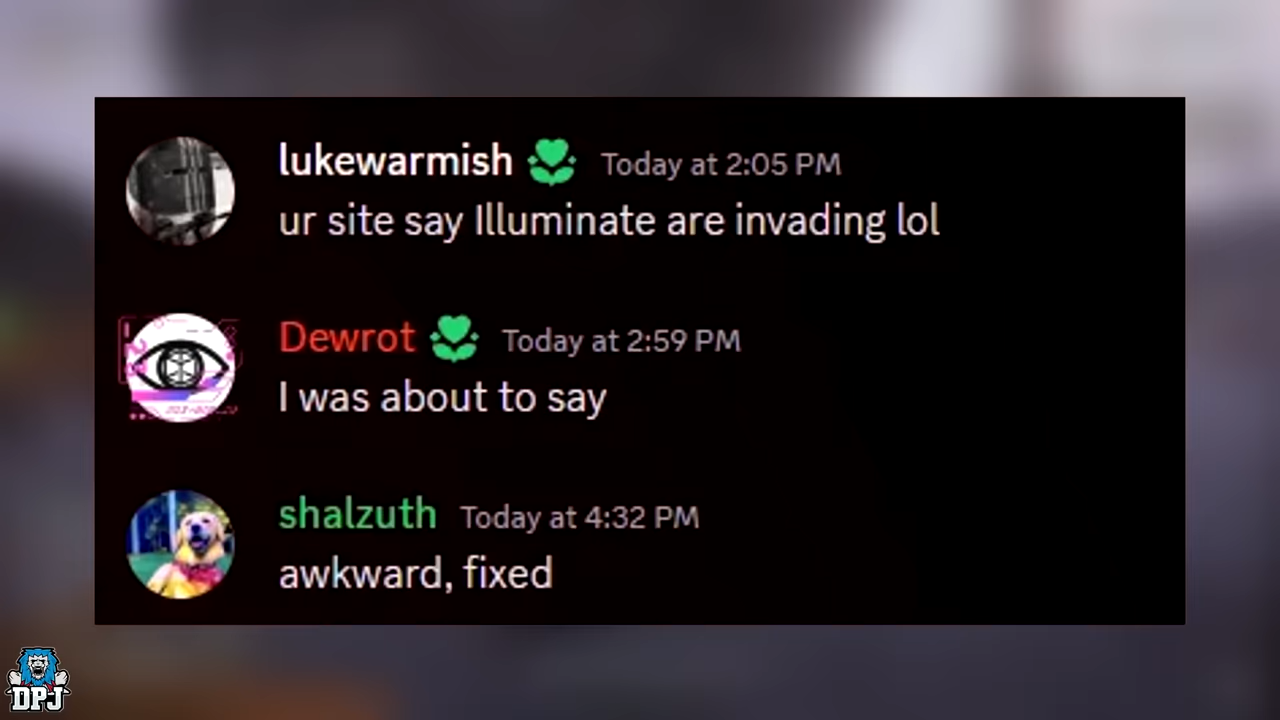 lukewarmish Today at 2:05 PM
ur site say Illuminate are invading lol
Dewrot Today at 2:59 PM
I was about to say
shalzuth Today at 4:32 PM
awkward, fixed
DPJ